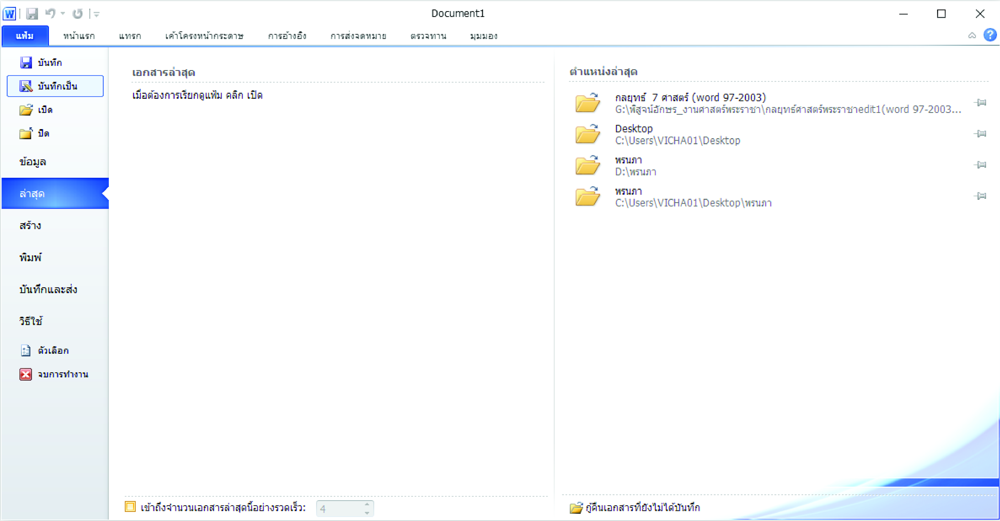 Document1
แฟ้ม หน้าแรก แทรก เค้าโครงหน้ากระดาษ การอ้างอิง การส่งจดหมาย ตรวจทาน มุมมอง
บันทึก
บันทึกเป็น
เปิด
ปิด
ข้อมูล
ล่าสุด
สร้าง
พิมพ์
บันทึกและส่ง
วิธีใช้
ตัวเลือก
จบการทำงาน
เอกสารล่าสุด
เมื่อต้องการเรียกดูแฟ้ม คลิก เปิด
เข้าถึงจำนวนเอกสารล่าสุดนี้อย่างรวดเร็ว: 4
ตำแหน่งล่าสุด
กลยุทธ์ 7 ศาสตร์ (word 97-2003)
G:\พิสูจน์อักษร_งานศาสตร์พระราชา\กลยุทธ์ศาสตร์พระราชาedit1(word 97-2003...
Desktop
C:\Users\VICHA01\Desktop
พรนภา
D:\พรนภา
พรนภา
C:\Users\VICHA01\Desktop\พรนภา
กู้คืนเอกสารที่ยังไม่ได้บันทึก